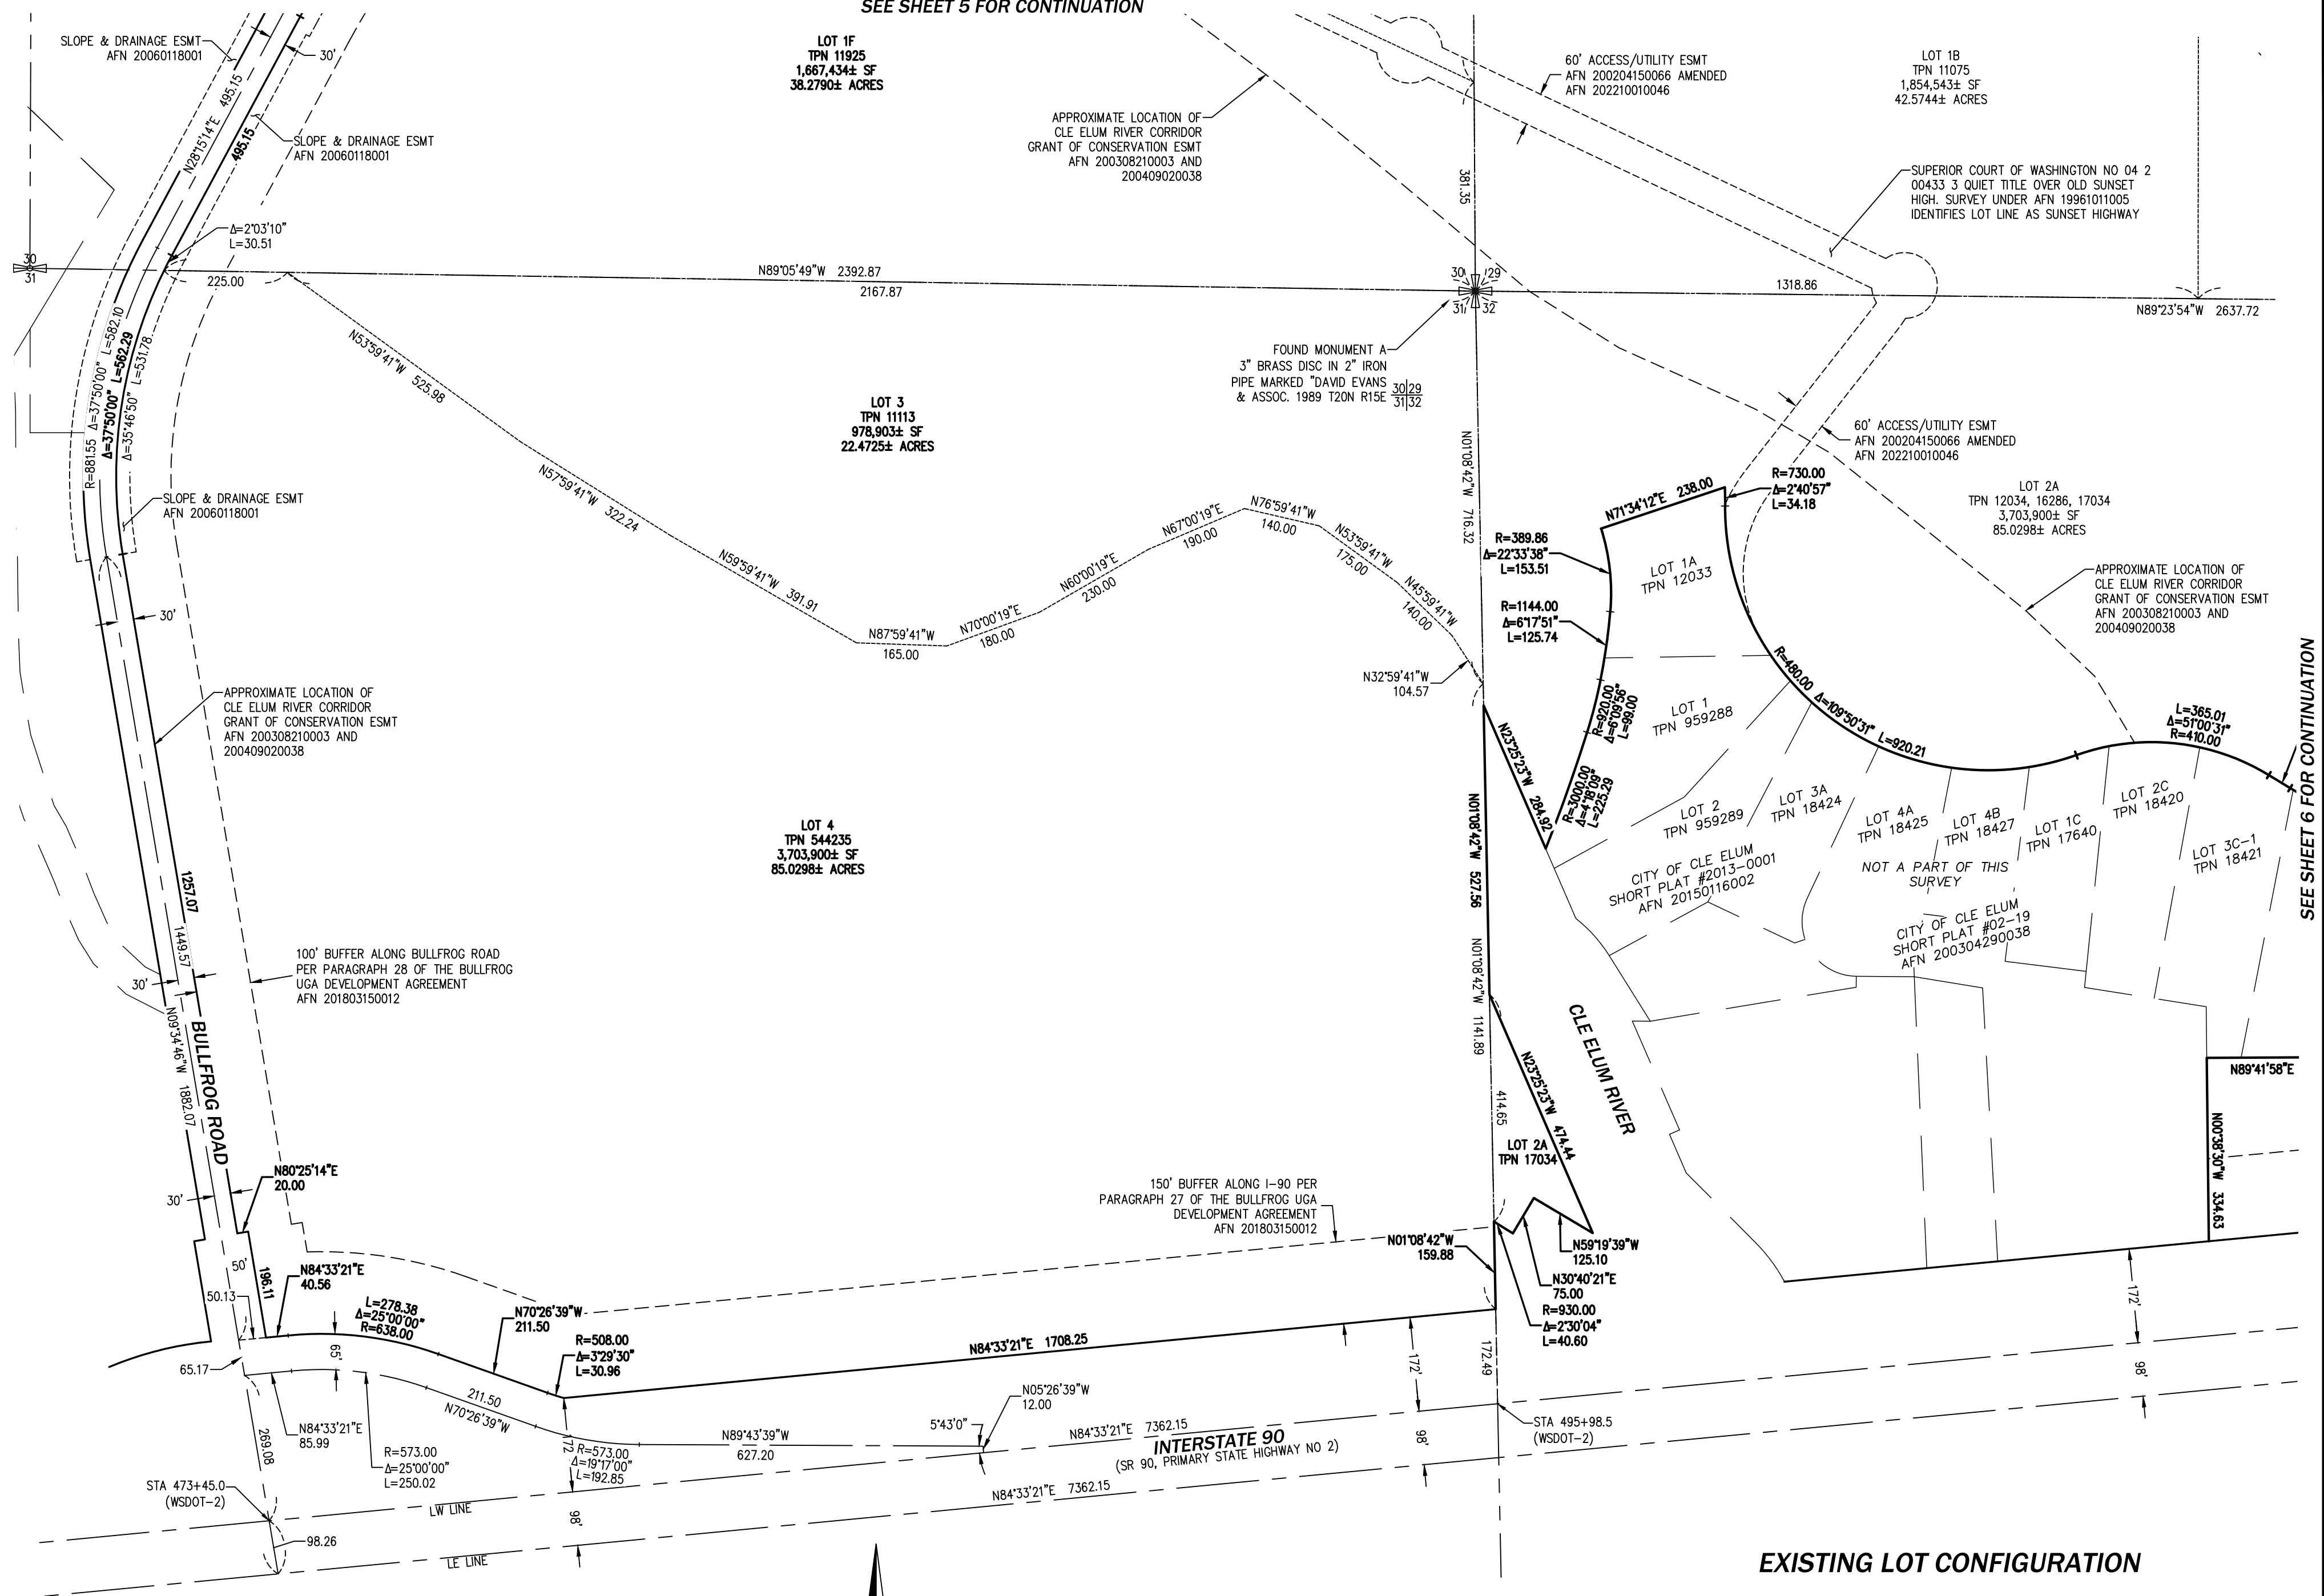 SEE SHEET 5 FOR CONTINUATION
SLOPE & DRAINAGE ESMT
AFN 20060118001
30'
495.15
N28°15'14"E
495.15
SLOPE & DRAINAGE ESMT
AFN 20060118001
LOT 1F
TPN 11925
1,667,434± SF
38.2790± ACRES
APPROXIMATE LOCATION OF
CLE ELUM RIVER CORRIDOR
GRANT OF CONSERVATION ESMT
AFN 200308210003 AND
200409020038
60' ACCESS/UTILITY ESMT
AFN 200204150066 AMENDED
AFN 202210010046
LOT 1B
TPN 11075
1,854,543± SF
42.5744± ACRES
SUPERIOR COURT OF WASHINGTON NO 04 2
00433 3 QUIET TITLE OVER OLD SUNSET
HIGH. SURVEY UNDER AFN 19961011005
IDENTIFIES LOT LINE AS SUNSET HIGHWAY
381.35
Δ=2°03'10"
L=30.51
30
31
225.00
N89°05'49"W 2392.87
2167.87
30 29
31 32
1318.86
N89°23'54"W 2637.72
R=881.55 Δ=37°50'00" L=582.10
Δ=37°50'00" L=562.29
Δ=35°46'50" L=531.78
N53°59'41"W 525.98
FOUND MONUMENT A
3" BRASS DISC IN 2" IRON
PIPE MARKED "DAVID EVANS
& ASSOC. 1989 T20N R15E
30|29
31|32
LOT 3
TPN 11113
978,903± SF
22.4725± ACRES
N01°08'42"W 716.32
60' ACCESS/UTILITY ESMT
AFN 200204150066 AMENDED
AFN 202210010046
SLOPE & DRAINAGE ESMT
AFN 20060118001
N57°59'41"W 322.24
N59°59'41"W 391.91
N87°59'41"W
165.00
N70°00'19"E
180.00
N60°00'19"E
230.00
N67°00'19"E
190.00
N76°59'41"W
140.00
N53°59'41"W
175.00
N45°59'41"W
140.00
N32°59'41"W
104.57
N71°34'12"E 238.00
R=730.00
Δ=2°40'57"
L=34.18
R=389.86
Δ=22°33'38"
L=153.51
R=1144.00
Δ=6°17'51"
L=125.74
LOT 1A
TPN 12033
LOT 2A
TPN 12034, 16286, 17034
3,703,900± SF
85.0298± ACRES
APPROXIMATE LOCATION OF
CLE ELUM RIVER CORRIDOR
GRANT OF CONSERVATION ESMT
AFN 200308210003 AND
200409020038
30'
APPROXIMATE LOCATION OF
CLE ELUM RIVER CORRIDOR
GRANT OF CONSERVATION ESMT
AFN 200308210003 AND
200409020038
R=920.00
Δ=6°09'56"
L=99.00
LOT 1
TPN 959288
R=480.00 Δ=109°50'31" L=920.21
L=365.01
Δ=51°00'31"
R=410.00
SEE SHEET 6 FOR CONTINUATION
N23°25'23"W 284.92
R=3000.00
Δ=4°18'09"
L=225.29
LOT 2
TPN 959289
LOT 3A
TPN 18424
LOT 4A
TPN 18425
LOT 4B
TPN 18427
LOT 1C
TPN 17640
LOT 2C
TPN 18420
LOT 3C-1
TPN 18421
CITY OF CLE ELUM
SHORT PLAT #2013-0001
AFN 20150116002
NOT A PART OF THIS
SURVEY
CITY OF CLE ELUM
SHORT PLAT #02-19
AFN 200304290038
LOT 4
TPN 544235
3,703,900± SF
85.0298± ACRES
N01°08'42"W 527.56
N01°08'42"W 1141.89
1257.07
1449.57
30'
100' BUFFER ALONG BULLFROG ROAD
PER PARAGRAPH 28 OF THE BULLFROG
UGA DEVELOPMENT AGREEMENT
AFN 201803150012
N09°34'46"W 1882.07
BULLFROG ROAD
CLE ELUM RIVER
N23°25'23"W 474.44
414.65
LOT 2A
TPN 17034
N89°41'58"E
N00°38'30"W 334.63
N80°25'14"E
20.00
30'
150' BUFFER ALONG I-90 PER
PARAGRAPH 27 OF THE BULLFROG UGA
DEVELOPMENT AGREEMENT
AFN 201803150012
N01°08'42"W
159.88
N59°19'39"W
125.10
N30°40'21"E
75.00
R=930.00
Δ=2°30'04"
L=40.60
50'
196.11
N84°33'21"E
40.56
50.13
L=278.38
Δ=25°00'00"
R=638.00
N70°26'39"W
211.50
R=508.00
Δ=3°29'30"
L=30.96
N84°33'21"E 1708.25
172'
98'
65'
65.17
172'
172.49
211.50
N70°26'39"W
N84°33'21"E
85.99
R=573.00
Δ=25°00'00"
L=250.02
269.08
172'
R=573.00
Δ=19°17'00"
L=192.85
N89°43'39"W
627.20
5°43'0"
N05°26'39"W
12.00
N84°33'21"E 7362.15
INTERSTATE 90
(SR 90, PRIMARY STATE HIGHWAY NO 2)
98'
STA 495+98.5
(WSDOT-2)
STA 473+45.0
(WSDOT-2)
LW LINE
N84°33'21"E 7362.15
98'
98.26
LE LINE
EXISTING LOT CONFIGURATION